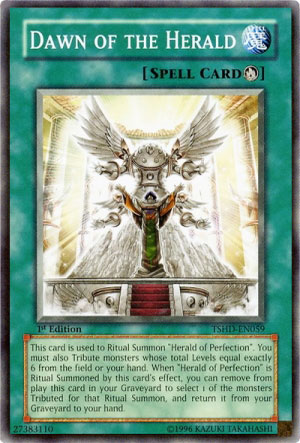 DAWN OF THE HERALD
[SPELL CARD]
1st Edition
TSHD-EN059
This card is used to Ritual Summon "Herald of Perfection". You
must also Tribute monsters whose total Levels equal exactly
6 from the field or your hand. When "Herald of Perfection" is
Ritual Summoned by this card's effect, you can remove from
play this card in your Graveyard to select 1 of the monsters
Tributed for that Ritual Summon, and return it from your
Graveyard to your hand.
27383110
© 1996 KAZUKI TAKAHASHI